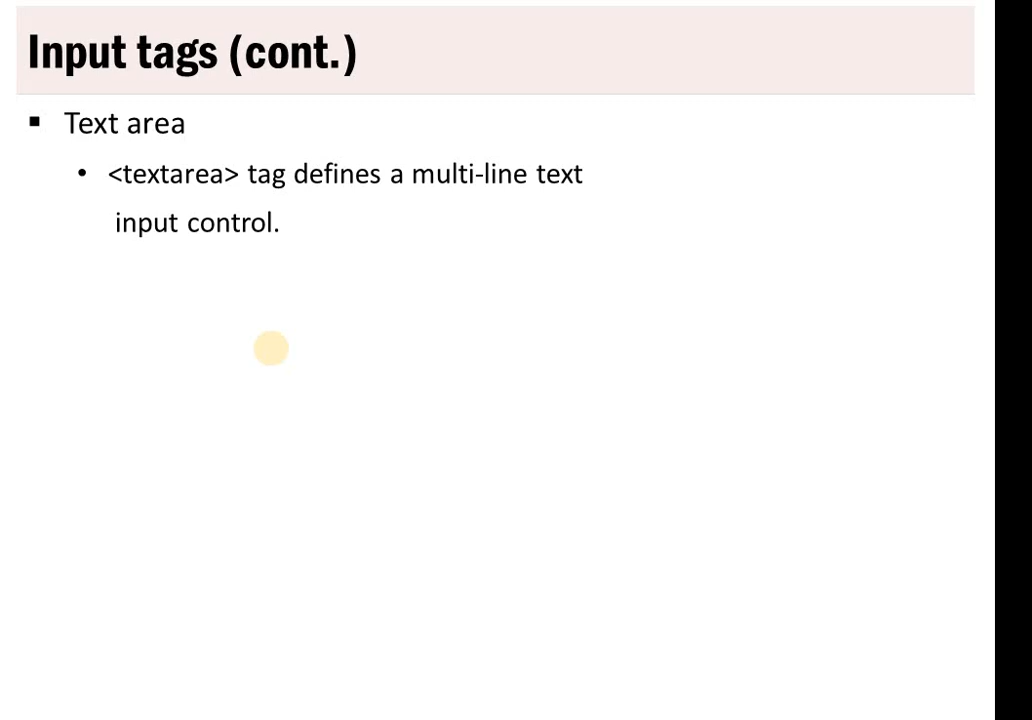 Input tags (cont.)
▪ Text area
• <textarea> tag defines a multi-line text
input control.